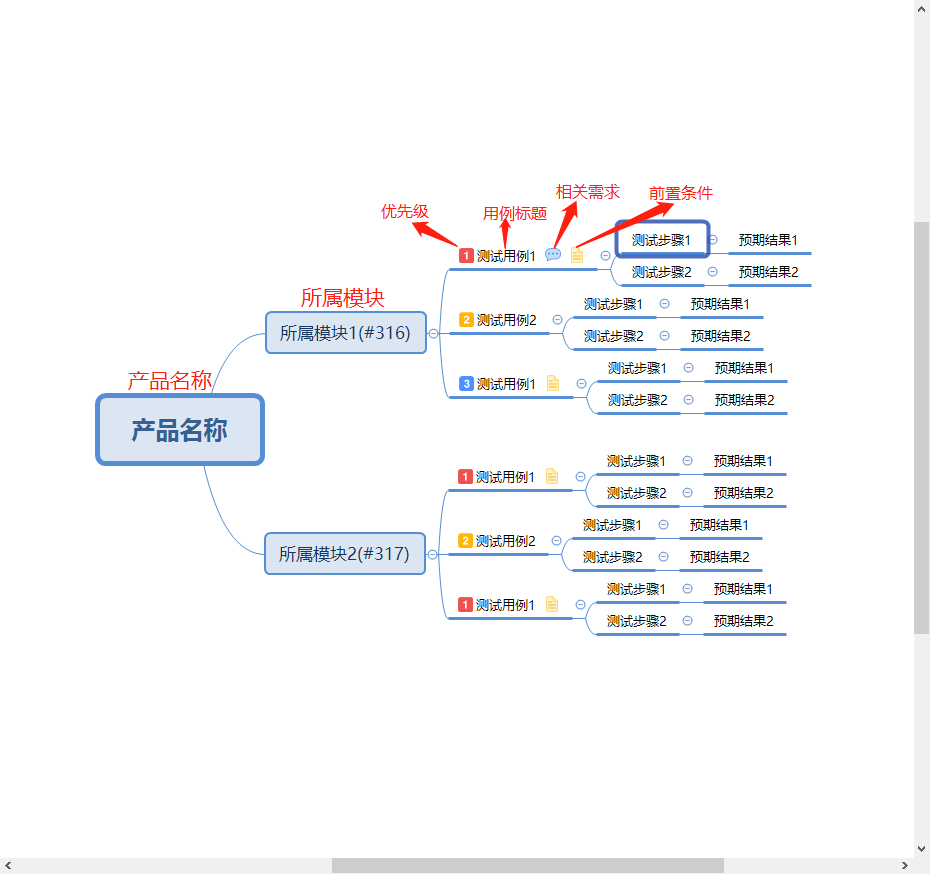 相关需求
前置条件
优先级
用例标题
1 测试用例1
测试步骤1
预期结果1
测试步骤2
预期结果2
所属模块
所属模块1(#316)
2 测试用例2
测试步骤1
预期结果1
测试步骤2
预期结果2
3 测试用例1
测试步骤1
预期结果1
测试步骤2
预期结果2
产品名称
产品名称
1 测试用例1
测试步骤1
预期结果1
测试步骤2
预期结果2
所属模块2(#317)
2 测试用例2
测试步骤1
预期结果1
测试步骤2
预期结果2
1 测试用例1
测试步骤1
预期结果1
测试步骤2
预期结果2